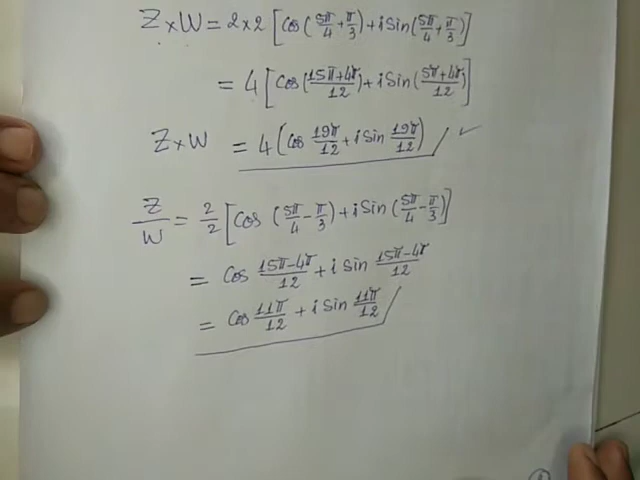 Z×W = 2×2 [cos(5π/4 + π/3) + i sin(5π/4 + π/3)]
= 4 [cos(15π+4π/12) + i sin(5π+4π/12)]
Z×W = 4 (cos 19π/12 + i sin 19π/12) ✓
Z/W = 2/2 [cos (5π/4 - π/3) + i sin (5π/4 - π/3)]
= cos 15π-4π/12 + i sin 15π-4π/12
= cos 11π/12 + i sin 11π/12